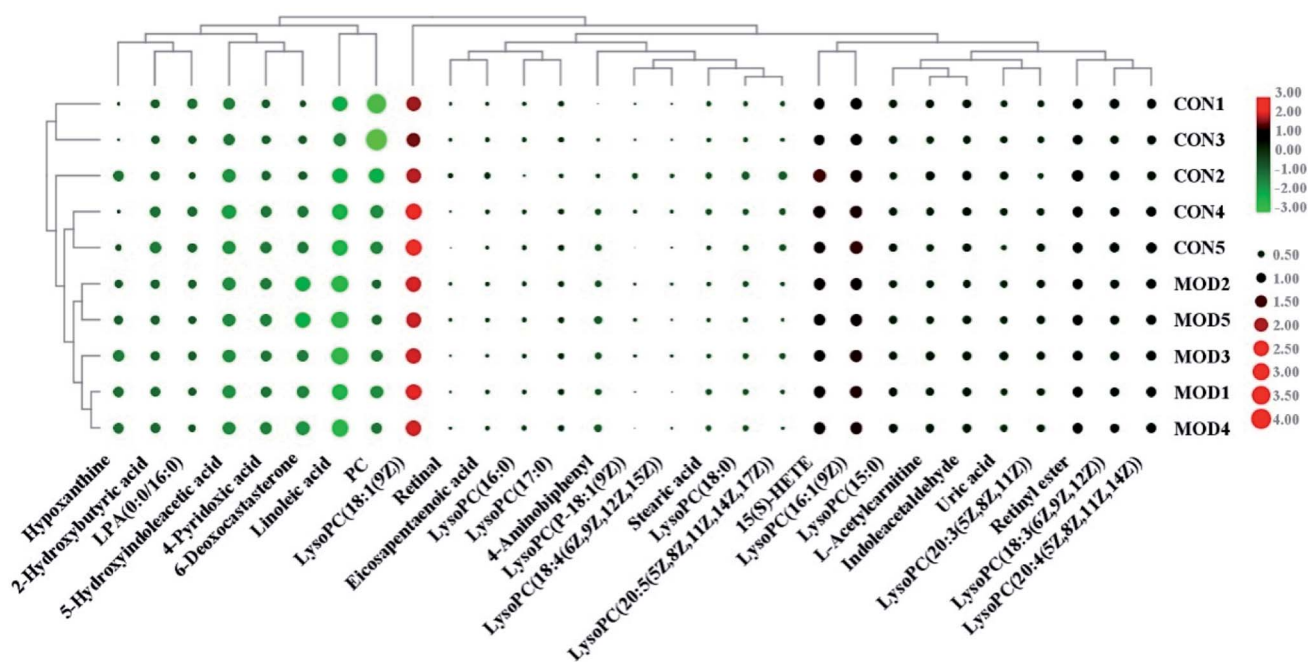 3.00
2.00
1.00
0.00
-1.00
-2.00
-3.00
0.50
1.00
1.50
2.00
2.50
3.00
3.50
4.00
CON1
CON3
CON2
CON4
CON5
MOD2
MOD5
MOD3
MOD1
MOD4
Hypoxanthine
2-Hydroxybutyric acid
LPA(0:0/16:0)
5-Hydroxyindoleacetic acid
4-Pyridoxic acid
6-Deoxocastasterone
Linoleic acid
PC
LysoPC(18:1(9Z))
Retinal
Eicosapentaenoic acid
LysoPC(16:0)
LysoPC(17:0)
4-Aminobiphenyl
LysoPC(P-18:1(9Z))
LysoPC(18:4(6Z,9Z,12Z,15Z))
Stearic acid
LysoPC(18:0)
LysoPC(20:5(5Z,8Z,11Z,14Z,17Z))
15(S)-HETE
LysoPC(16:1(9Z))
LysoPC(15:0)
L-Acetylcarnitine
Indoleacetaldehyde
Uric acid
LysoPC(20:3(5Z,8Z,11Z))
Retinyl ester
LysoPC(18:3(6Z,9Z,12Z))
LysoPC(20:4(5Z,8Z,11Z,14Z))